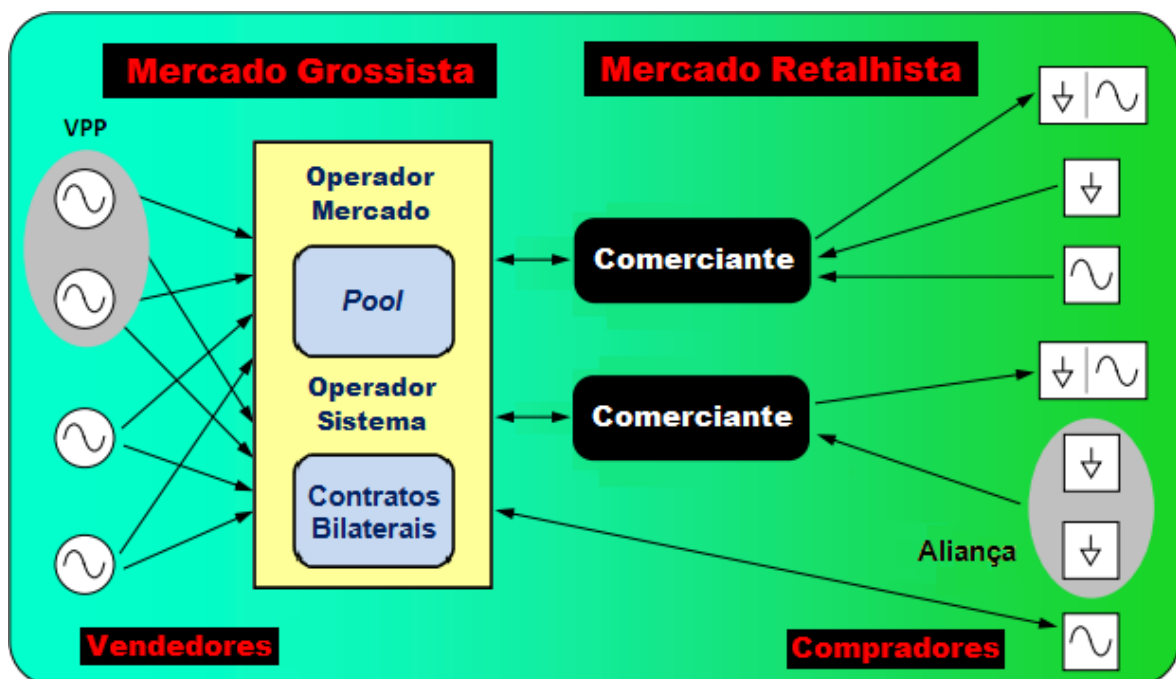 Mercado Grossista
Mercado Retalhista
VPP
Operador
Mercado
Pool
Operador
Sistema
Contratos
Bilaterais
Comerciante
Comerciante
Aliança
Vendedores
Compradores